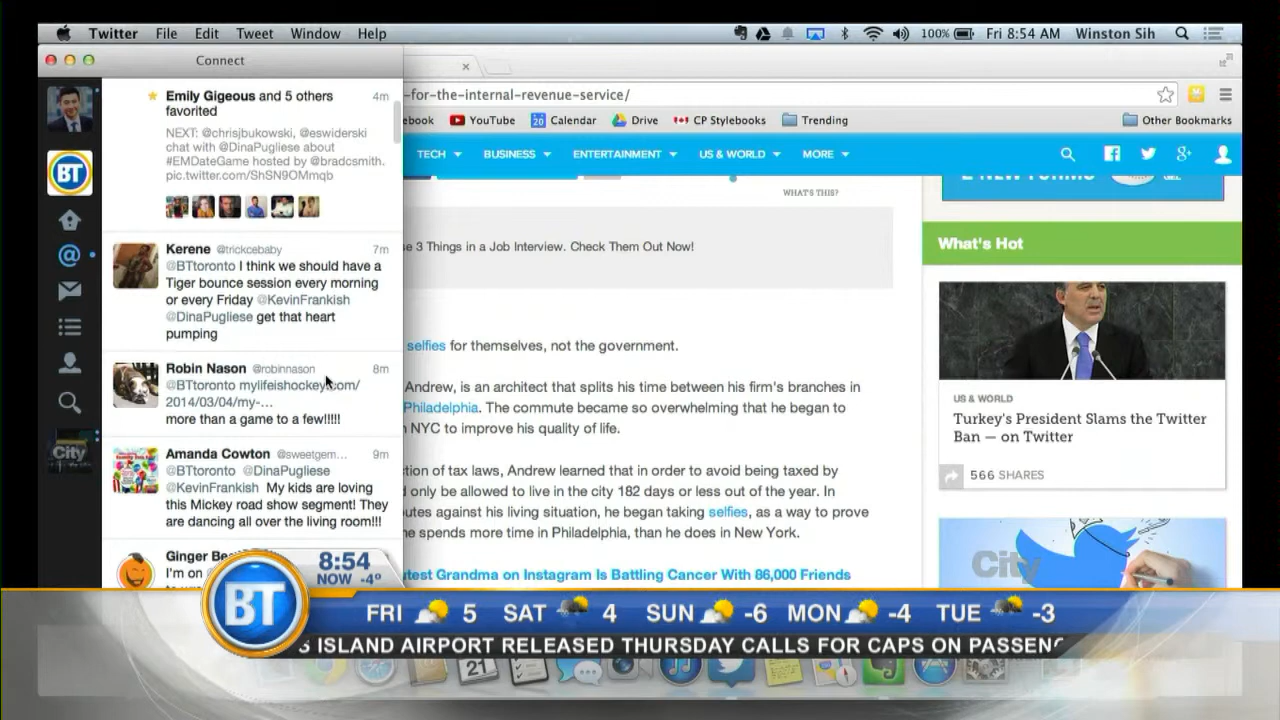 Twitter File Edit Tweet Window Help 100% Fri 8:54 AM Winston Sih
Connect
-for-the-internal-revenue-service/
ebook YouTube 20 Calendar Drive CP Stylebooks Trending Other Bookmarks
TECH BUSINESS ENTERTAINMENT US & WORLD MORE
Emily Gigeous and 5 others 4m
favorited
NEXT: @chrisjbukowski, @eswiderski
chat with @DinaPugliese about
#EMDateGame hosted by @bradcsmith.
pic.twitter.com/ShSN9OMmqb
BT
Kerene @trickcebaby 7m
@BTtoronto I think we should have a
Tiger bounce session every morning
or every Friday @KevinFrankish
@DinaPugliese get that heart
pumping
Robin Nason @robinnason 8m
@BTtoronto mylifeishockey.com/
2014/03/04/my-...
more than a game to a few!!!!!
Amanda Cowton @sweetgem... 9m
@BTtoronto @DinaPugliese
@KevinFrankish My kids are loving
this Mickey road show segment! They
are dancing all over the living room!!!
Ginger
I'm on
City
WHAT'S THIS?
se 3 Things in a Job Interview. Check Them Out Now!
selfies for themselves, not the government.
Andrew, is an architect that splits his time between his firm's branches in
Philadelphia. The commute became so overwhelming that he began to
n NYC to improve his quality of life.
ction of tax laws, Andrew learned that in order to avoid being taxed by
d only be allowed to live in the city 182 days or less out of the year. In
outes against his living situation, he began taking selfies, as a way to prove
he spends more time in Philadelphia, than he does in New York.
utest Grandma on Instagram Is Battling Cancer With 86,000 Friends
What's Hot
US & WORLD
Turkey's President Slams the Twitter
Ban — on Twitter
566 SHARES
City
8:54
NOW -4°
BT
FRI 5 SAT 4 SUN -6 MON -4 TUE -3
S ISLAND AIRPORT RELEASED THURSDAY CALLS FOR CAPS ON PASSENG
21